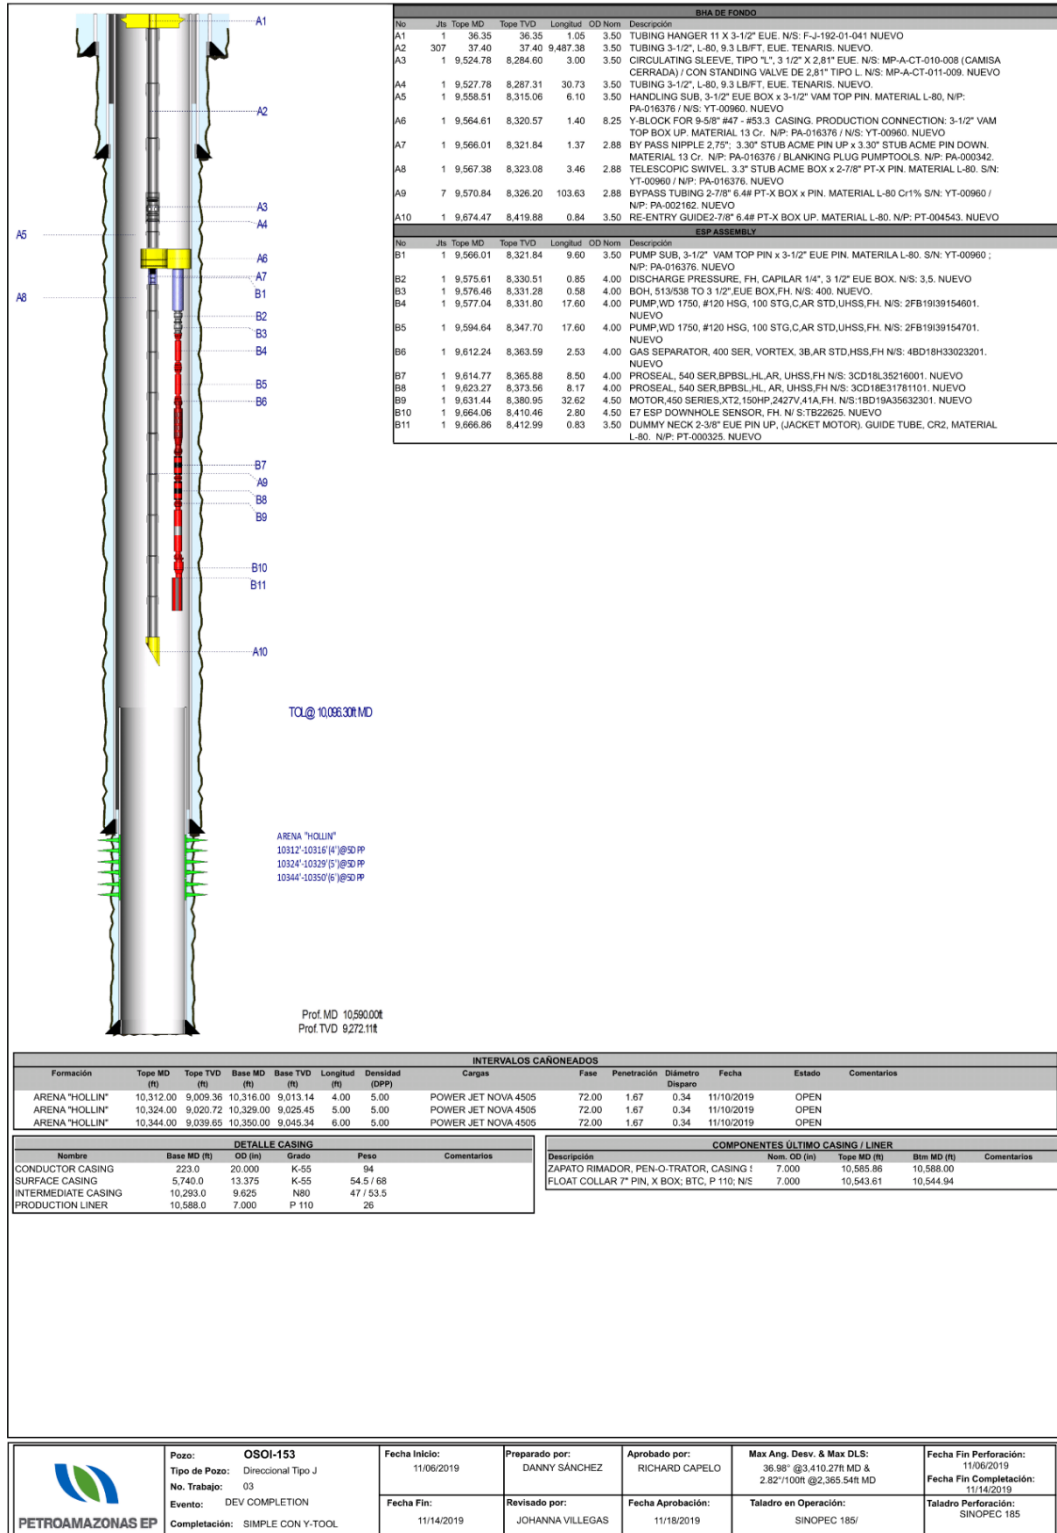 BHA DE FONDO
No Jts Tope MD Tope TVD Longitud OD Nom Descripción
A1 1 36.35 36.35 1.05 3.50 TUBING HANGER 11 X 3-1/2" EUE. N/S: F-J-192-01-041 NUEVO
A2 307 37.40 37.40 9,487.38 3.50 TUBING 3-1/2", L-80, 9.3 LB/FT, EUE. TENARIS. NUEVO.
A3 1 9,524.78 8,284.60 3.00 3.50 CIRCULATING SLEEVE, TIPO "L", 3 1/2" X 2,81" EUE. N/S: MP-A-CT-010-008 (CAMISA
CERRADA) / CON STANDING VALVE DE 2,81" TIPO L. N/S: MP-A-CT-011-009. NUEVO
A4 1 9,527.78 8,287.31 30.73 3.50 TUBING 3-1/2", L-80, 9.3 LB/FT, EUE. TENARIS. NUEVO.
A5 1 9,558.51 8,315.06 6.10 3.50 HANDLING SUB, 3-1/2" EUE BOX x 3-1/2" VAM TOP PIN. MATERIAL L-80, N/P:
PA-016376 / N/S: YT-00960. NUEVO
A6 1 9,564.61 8,320.57 1.40 8.25 Y-BLOCK FOR 9-5/8" #47 - #53.3 CASING. PRODUCTION CONNECTION: 3-1/2" VAM
TOP BOX UP. MATERIAL 13 Cr. N/P: PA-016376 / N/S: YT-00960. NUEVO
A7 1 9,566.01 8,321.84 1.37 2.88 BY PASS NIPPLE 2,75"; 3.30" STUB ACME PIN UP x 3.30" STUB ACME PIN DOWN.
MATERIAL 13 Cr. N/P: PA-016376 / BLANKING PLUG PUMPTOOLS. N/P: PA-000342.
A8 1 9,567.38 8,323.08 3.46 2.88 TELESCOPIC SWIVEL. 3.3" STUB ACME BOX x 2-7/8" PT-X PIN. MATERIAL L-80. S/N:
YT-00960 / N/P: PA-016376. NUEVO
A9 7 9,570.84 8,326.20 103.63 2.88 BYPASS TUBING 2-7/8" 6.4# PT-X BOX x PIN. MATERIAL L-80 Cr1% S/N: YT-00960 /
N/P: PA-002162. NUEVO
A10 1 9,674.47 8,419.88 0.84 3.50 RE-ENTRY GUIDE2-7/8" 6.4# PT-X BOX UP. MATERIAL L-80. N/P: PT-004543. NUEVO
ESP ASSEMBLY
No Jts Tope MD Tope TVD Longitud OD Nom Descripción
B1 1 9,566.01 8,321.84 9.60 3.50 PUMP SUB, 3-1/2" VAM TOP PIN x 3-1/2" EUE PIN. MATERILA L-80. S/N: YT-00960 ;
N/P: PA-016376. NUEVO
B2 1 9,575.61 8,330.51 0.85 4.00 DISCHARGE PRESSURE, FH, CAPILAR 1/4", 3 1/2" EUE BOX. N/S: 3,5. NUEVO
B3 1 9,576.46 8,331.28 0.58 4.00 BOH, 513/538 TO 3 1/2",EUE BOX,FH. N/S: 400. NUEVO.
B4 1 9,577.04 8,331.80 17.60 4.00 PUMP,WD 1750, #120 HSG, 100 STG,C,AR STD,UHSS,FH. N/S: 2FB19I39154601.
NUEVO
B5 1 9,594.64 8,347.70 17.60 4.00 PUMP,WD 1750, #120 HSG, 100 STG,C,AR STD,UHSS,FH. N/S: 2FB19I39154701.
NUEVO
B6 1 9,612.24 8,363.59 2.53 4.00 GAS SEPARATOR, 400 SER, VORTEX, 3B,AR STD,HSS,FH N/S: 4BD18H33023201.
NUEVO
B7 1 9,614.77 8,365.88 8.50 4.00 PROSEAL, 540 SER,BPBSL,HL,AR, UHSS,FH N/S: 3CD18L35216001. NUEVO
B8 1 9,623.27 8,373.56 8.17 4.00 PROSEAL, 540 SER,BPBSL,HL, AR, UHSS,FH N/S: 3CD18E31781101. NUEVO
B9 1 9,631.44 8,380.95 32.62 4.50 MOTOR,450 SERIES,XT2,150HP,2427V,41A,FH. N/S:1BD19A35632301. NUEVO
B10 1 9,664.06 8,410.46 2.80 4.50 E7 ESP DOWNHOLE SENSOR, FH. N/ S:TB22625. NUEVO
B11 1 9,666.86 8,412.99 0.83 3.50 DUMMY NECK 2-3/8" EUE PIN UP, (JACKET MOTOR). GUIDE TUBE, CR2, MATERIAL
L-80. N/P: PT-000325. NUEVO
A1
A2
A3
A4
A5
A6
A7
B1
A8
B2
B3
B4
B5
B6
B7
A9
B8
B9
B10
B11
A10
TOL@ 10,096.30ft MD
ARENA "HOLLIN"
10312'-10316'(4')@5D PP
10324'-10329'(5')@5D PP
10344'-10350'(6')@5D PP
Prof. MD 10,590.00ft
Prof. TVD 9,272.11ft
INTERVALOS CAÑONEADOS
Formación Tope MD (ft) Tope TVD (ft) Base MD (ft) Base TVD (ft) Longitud (ft) Densidad (DPP) Cargas Fase Penetración Diámetro Disparo Fecha Estado Comentarios
ARENA "HOLLIN" 10,312.00 9,009.36 10,316.00 9,013.14 4.00 5.00 POWER JET NOVA 4505 72.00 1.67 0.34 11/10/2019 OPEN
ARENA "HOLLIN" 10,324.00 9,020.72 10,329.00 9,025.45 5.00 5.00 POWER JET NOVA 4505 72.00 1.67 0.34 11/10/2019 OPEN
ARENA "HOLLIN" 10,344.00 9,039.65 10,350.00 9,045.34 6.00 5.00 POWER JET NOVA 4505 72.00 1.67 0.34 11/10/2019 OPEN
DETALLE CASING
Nombre Base MD (ft) OD (in) Grado Peso Comentarios
CONDUCTOR CASING 223.0 20.000 K-55 94
SURFACE CASING 5,740.0 13.375 K-55 54.5 / 68
INTERMEDIATE CASING 10,293.0 9.625 N80 47 / 53.5
PRODUCTION LINER 10,588.0 7.000 P 110 26
COMPONENTES ÚLTIMO CASING / LINER
Descripción Nom. OD (in) Tope MD (ft) Btm MD (ft) Comentarios
ZAPATO RIMADOR, PEN-O-TRATOR, CASING 7.000 10,585.86 10,588.00
FLOAT COLLAR 7" PIN, X BOX; BTC, P 110; N/S 7.000 10,543.61 10,544.94
PETROAMAZONAS EP
Pozo: OSOI-153
Tipo de Pozo: Direccional Tipo J
No. Trabajo: 03
Evento: DEV COMPLETION
Completación: SIMPLE CON Y-TOOL
Fecha Inicio:
11/06/2019
Fecha Fin:
11/14/2019
Preparado por:
DANNY SÁNCHEZ
Revisado por:
JOHANNA VILLEGAS
Aprobado por:
RICHARD CAPELO
Fecha Aprobación:
11/18/2019
Max Ang. Desv. & Max DLS:
36.98° @3,410.27ft MD &
2.82°/100ft @2,365.54ft MD
Taladro en Operación:
SINOPEC 185/
Fecha Fin Perforación:
11/06/2019
Fecha Fin Completación:
11/14/2019
Taladro Perforación:
SINOPEC 185